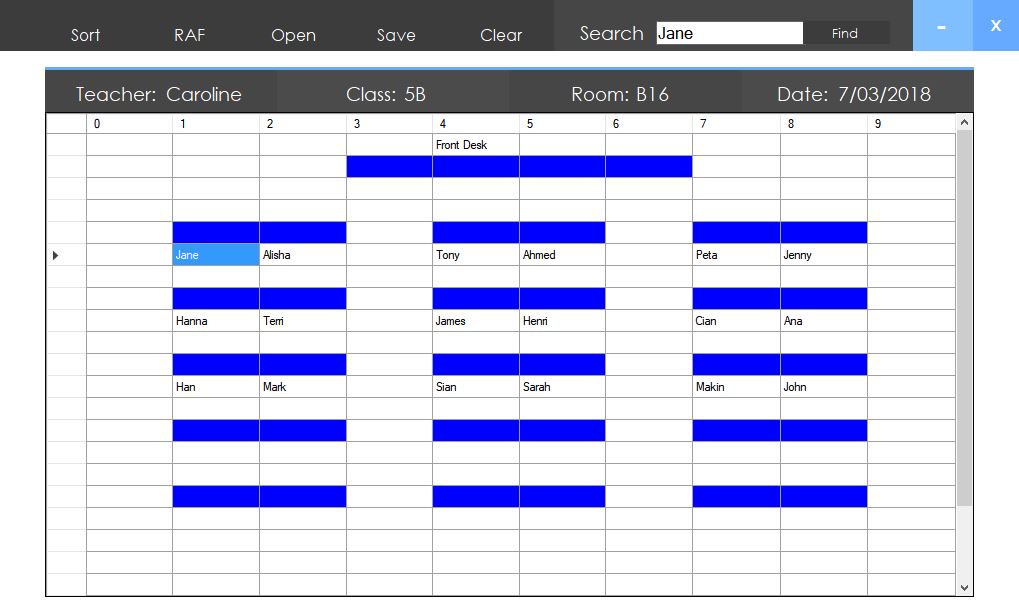 Sort RAF Open Save Clear Search Jane Find - X
Teacher: Caroline Class: 5B Room: B16 Date: 7/03/2018
0 1 2 3 4 5 6 7 8 9
Front Desk
Jane Alisha Tony Ahmed Peta Jenny
Hanna Terri James Henri Cian Ana
Han Mark Sian Sarah Makin John